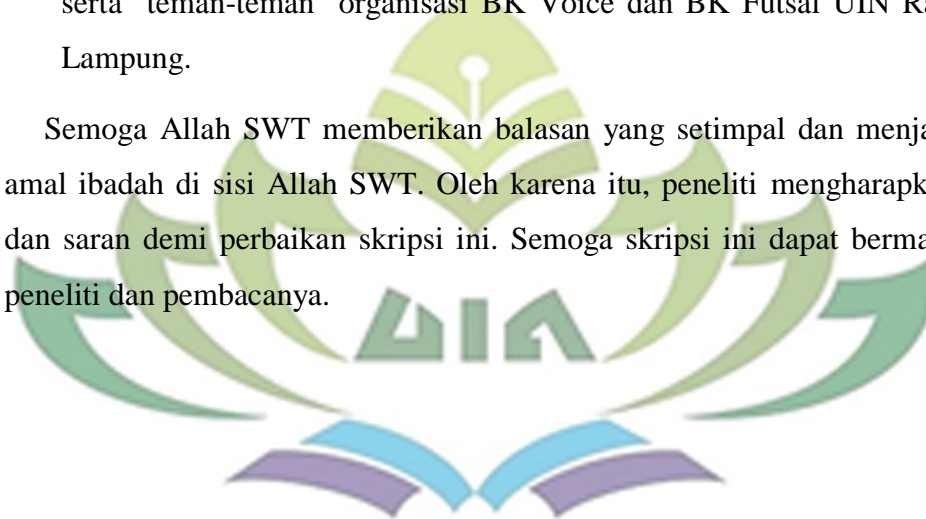 serta teman-teman organisasi BK Voice dan BK Futsal UIN Ra
Lampung.
Semoga Allah SWT memberikan balasan yang setimpal dan menja
amal ibadah di sisi Allah SWT. Oleh karena itu, peneliti mengharapk
dan saran demi perbaikan skripsi ini. Semoga skripsi ini dapat berma
peneliti dan pembacanya.
UIN